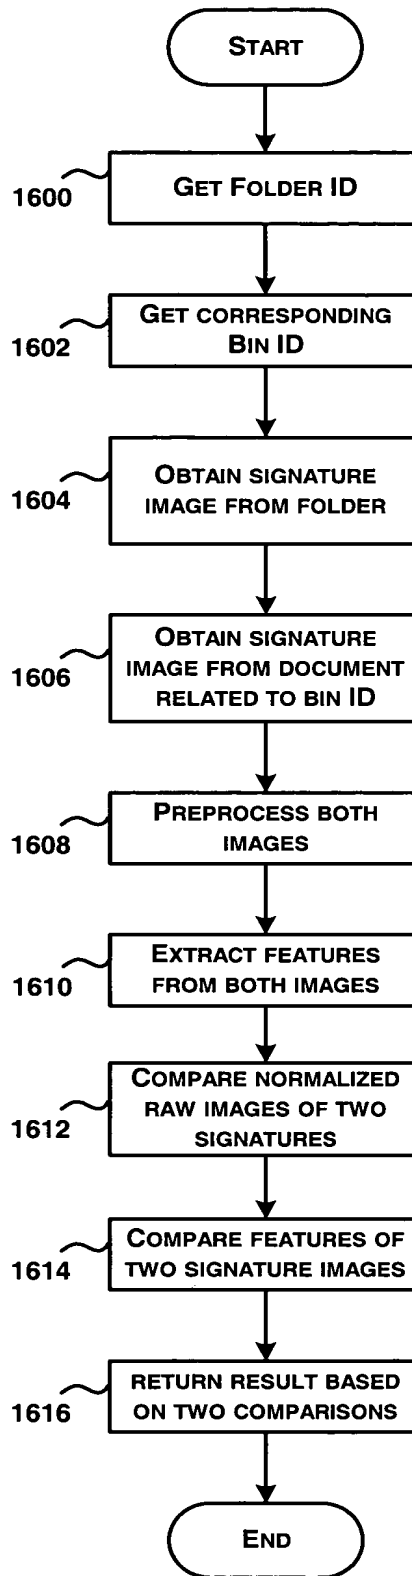 START
1600
GET FOLDER ID
1602
GET CORRESPONDING
BIN ID
1604
OBTAIN SIGNATURE
IMAGE FROM FOLDER
1606
OBTAIN SIGNATURE
IMAGE FROM DOCUMENT
RELATED TO BIN ID
1608
PREPROCESS BOTH
IMAGES
1610
EXTRACT FEATURES
FROM BOTH IMAGES
1612
COMPARE NORMALIZED
RAW IMAGES OF TWO
SIGNATURES
1614
COMPARE FEATURES OF
TWO SIGNATURE IMAGES
1616
RETURN RESULT BASED
ON TWO COMPARISONS
END